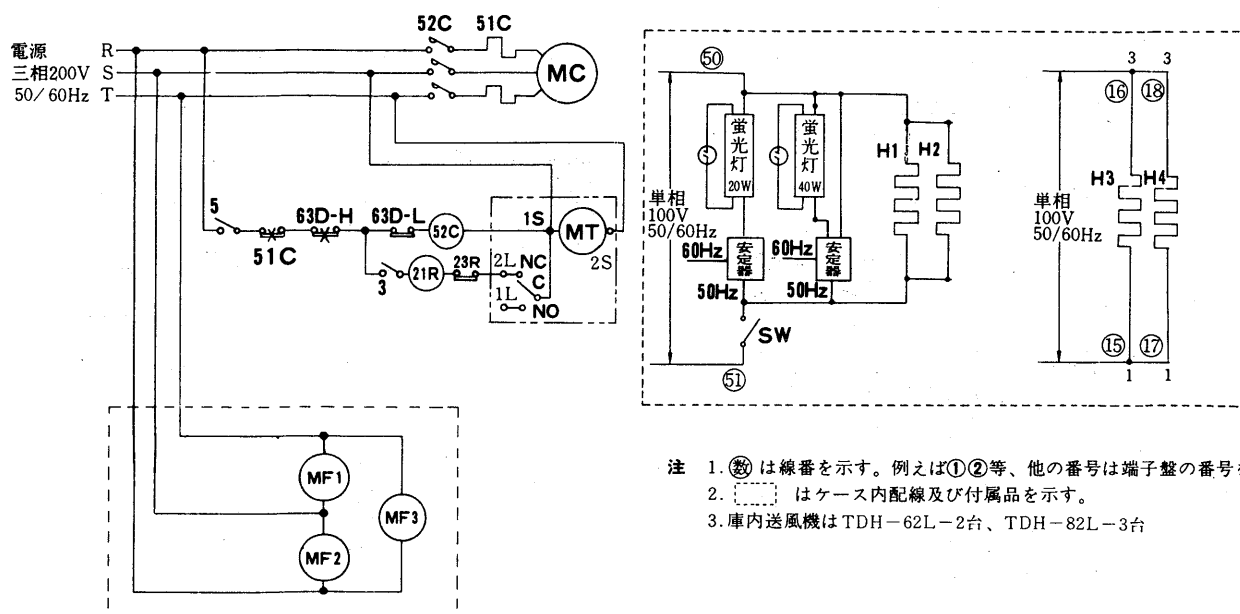 52C 51C
電源 R
三相200V S
50/60Hz T
MC
5
51C
63D-H
63D-L
52C
1S
MT
2S
3
21R
23R
2L NC
C
1L
NO
MF1
MF2
MF3
50
蛍光灯
20W
蛍光灯
40W
H1 H2
単相
100V
50/60Hz
60Hz 安定器
60Hz 安定器
50Hz 50Hz
SW
51
3 3
16 18
H3 H4
単相
100V
50/60Hz
15 17
1 1
注 1. 数 は線番を示す。例えば①②等、他の番号は端子盤の番号
2. はケース内配線及び付属品を示す。
3.庫内送風機はTDH-62L-2台、TDH-82L-3台